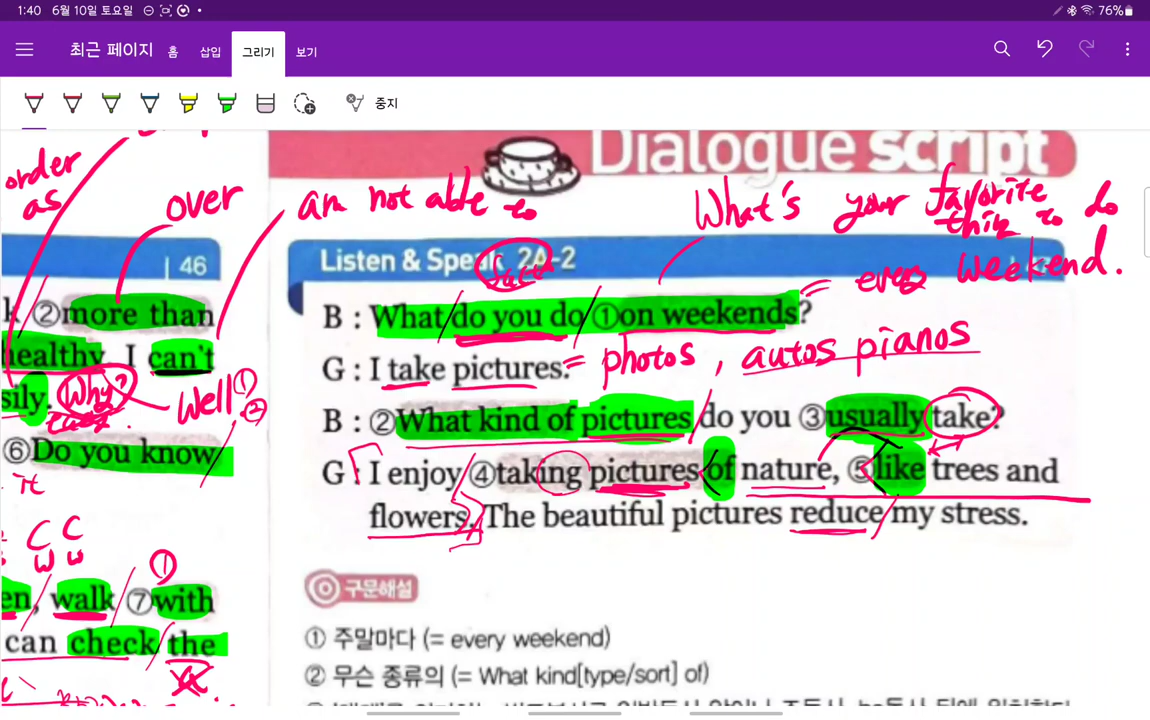 1:40 6월 10일 토요일
76%
최근 페이지 홈 삽입 그리기 보기
중지
Dialogue script
order as
over
am not able to
What's your favorite thing to do every weekend.
| 46
Listen & Speak 2A-2
k ②more than
healthy. I can't
sily. Why?
Well ① ②
⑥Do you know
it
C C
W W
①
en, walk ⑦with
can check the
B : What do you do ①on weekends?
G : I take pictures. = photos, autos pianos
B : ②What kind of pictures do you ③usually take?
G : I enjoy ④taking pictures of nature, ⑤like trees and
flowers. The beautiful pictures reduce my stress.
구문해설
① 주말마다 (= every weekend)
② 무슨 종류의 (= What kind[type/sort] of)